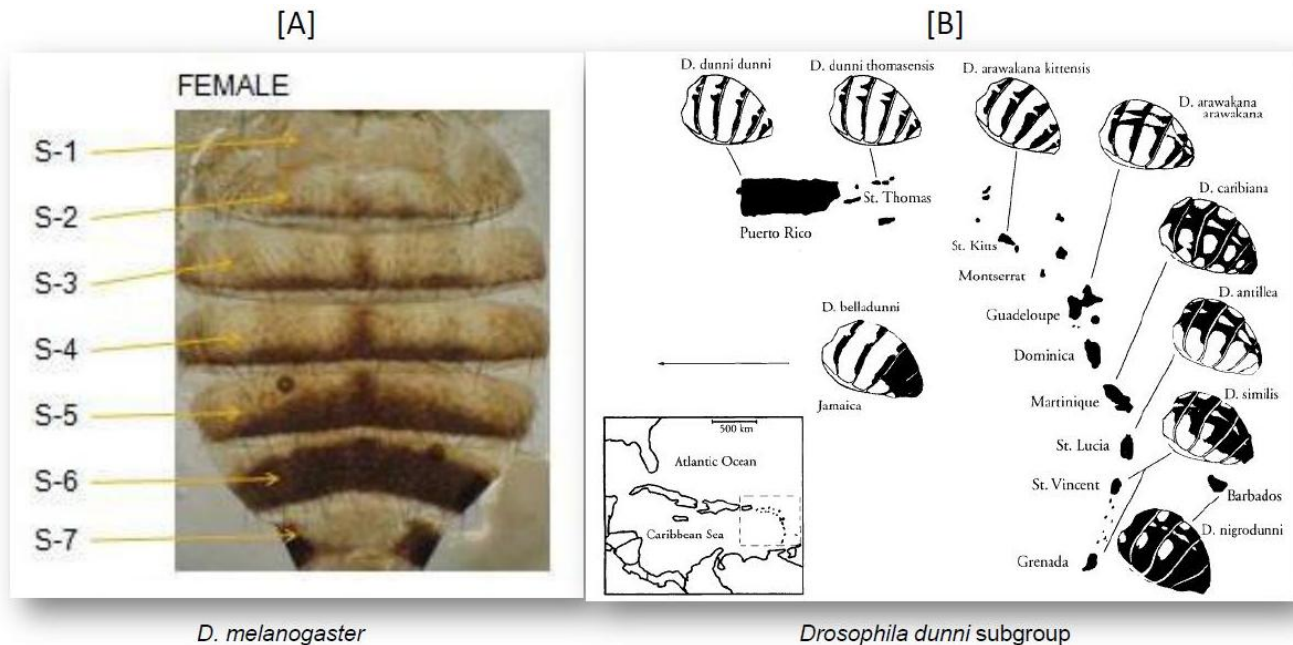 [A]
[B]
FEMALE
S-1
S-2
S-3
S-4
S-5
S-6
S-7
D. dunni dunni
D. dunni thomasensis
D. arawakana kittensis
D. arawakana
arawakana
D. caribiana
St. Thomas
Puerto Rico
St. Kitts
Montserrat
D. antillea
D. belladunni
Guadeloupe
Dominica
Jamaica
Martinique
D. similis
500 km
Atlantic Ocean
St. Lucia
St. Vincent
Barbados
Caribbean Sea
D. nigrodunni
Grenada
D. melanogaster
Drosophila dunni subgroup